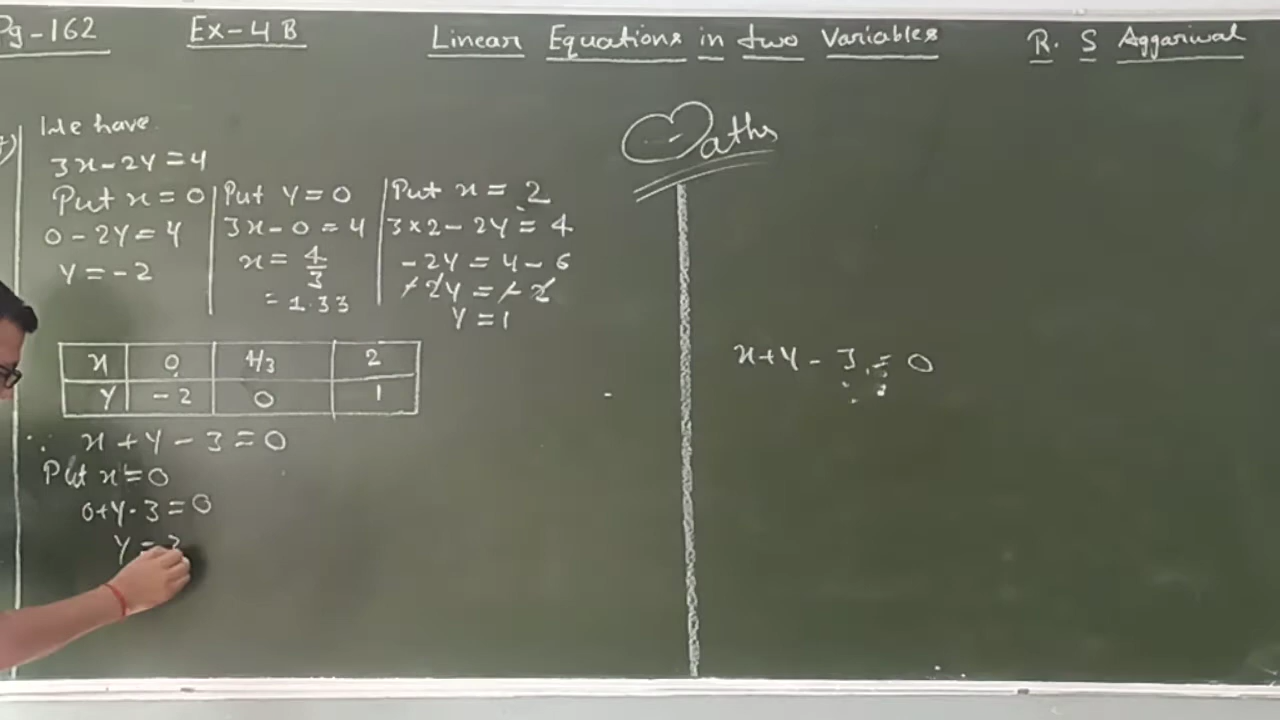 Pg-162 Ex-4B Linear Equations in two Variables R. S Aggarwal
Maths
We have
3x-2y=4
Put x=0
0-2y=4
y=-2
Put y=0
3x-0=4
x=4/3
=1.33
Put x=2
3×2-2y=4
-2y=4-6
-2y=-2
y=1
x 0 4/3 2
y -2 0 1
∵ x+y-3=0
Put x=0
0+y-3=0
y=3
x+y-3=0